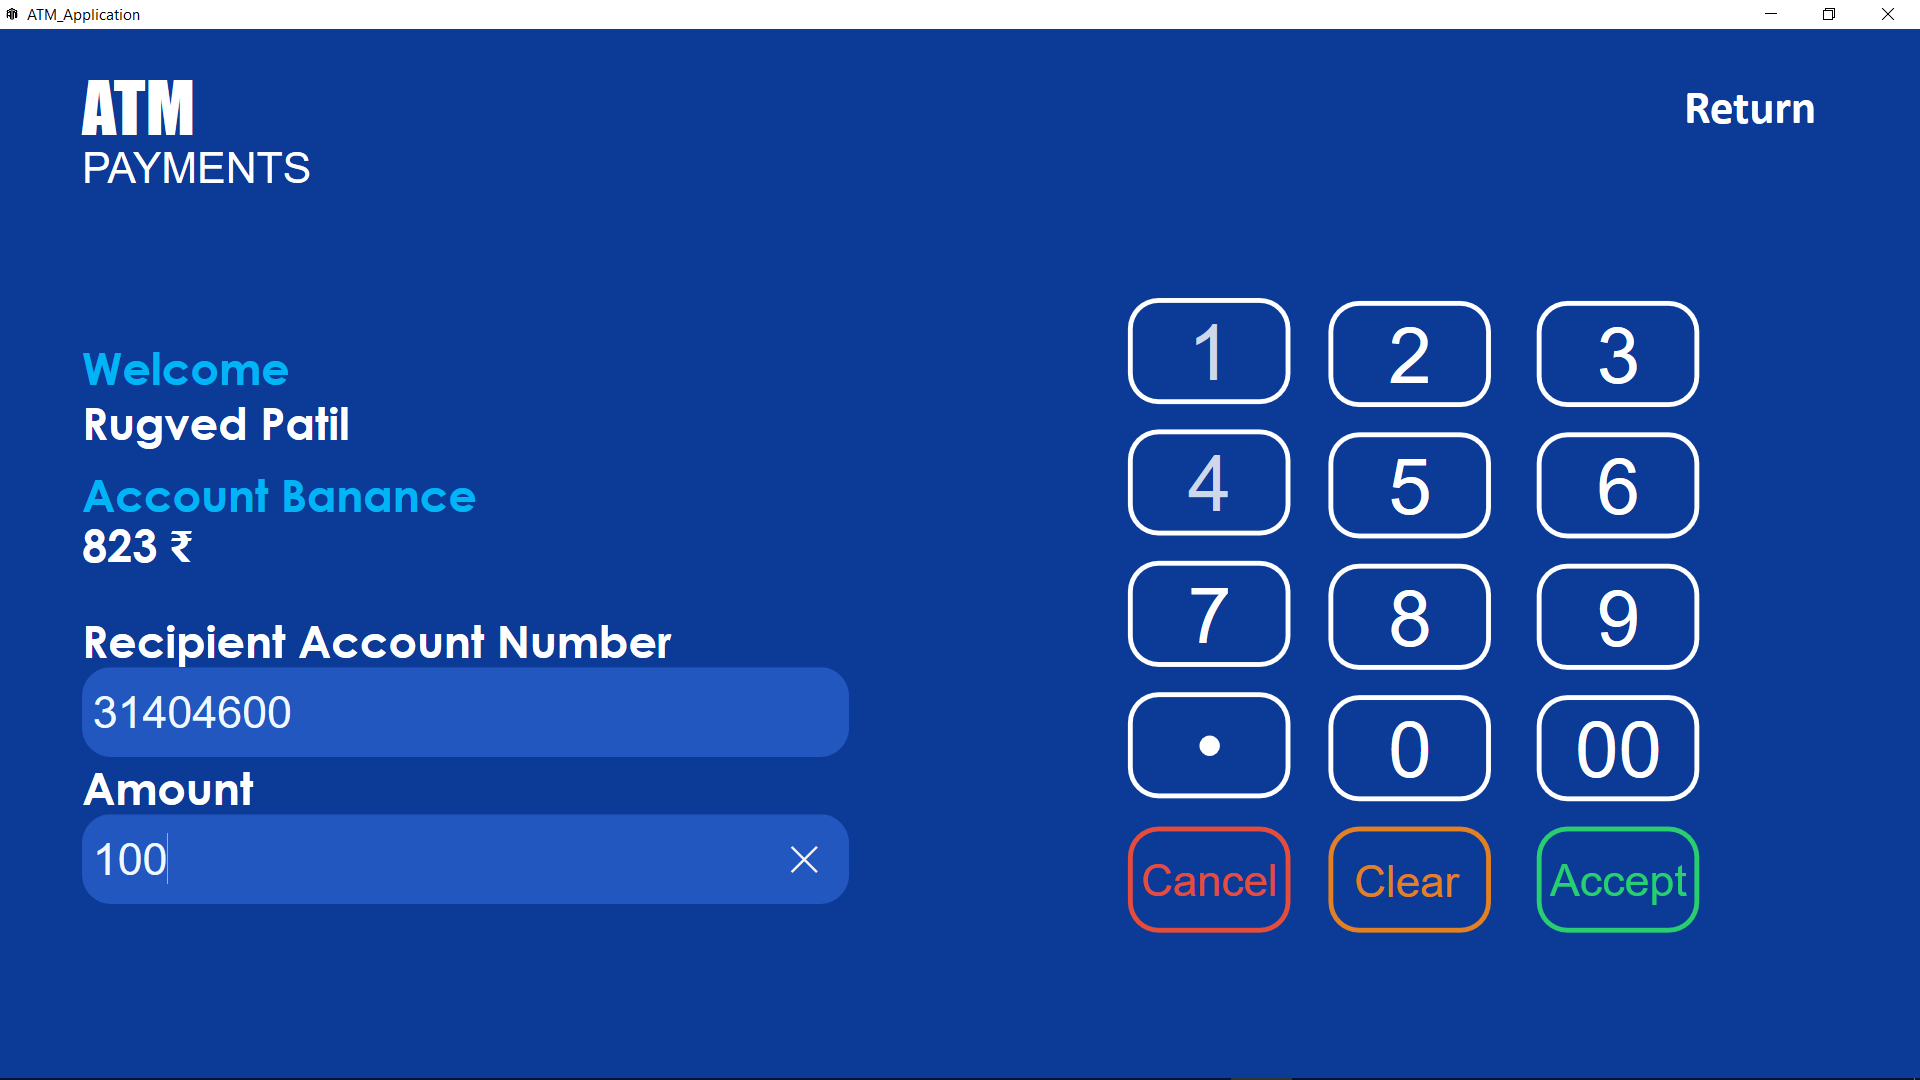 ATM_Application
ATM
PAYMENTS
Return
Welcome
Rugved Patil
Account Banance
823 ₹
Recipient Account Number
31404600
Amount
100
1 2 3
4 5 6
7 8 9
• 0 00
Cancel Clear Accept